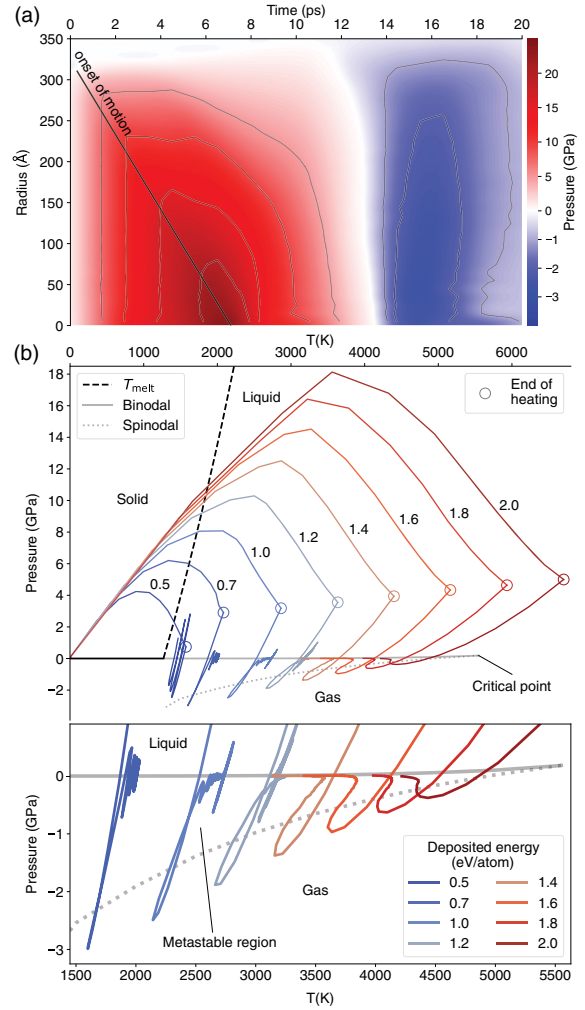 (a)
Time (ps)
0 2 4 6 8 10 12 14 16 18 20
350
300
250
200
150
100
50
0
Radius (Å)
onset of motion
20
15
10
5
0
−1
−2
−3
Pressure (GPa)
T(K)
(b)
0 1000 2000 3000 4000 5000 6000
18
16
14
12
10
8
6
4
2
0
−2
Pressure (GPa)
Tmelt
Binodal
Spinodal
Liquid
End of
heating
Solid
0.5
0.7
1.0
1.2
1.4
1.6
1.8
2.0
Critical point
Gas
Liquid
0
−1
−2
−3
Pressure (GPa)
Gas
Metastable region
Deposited energy
(eV/atom)
0.5 1.4
0.7 1.6
1.0 1.8
1.2 2.0
1500 2000 2500 3000 3500 4000 4500 5000 5500
T(K)